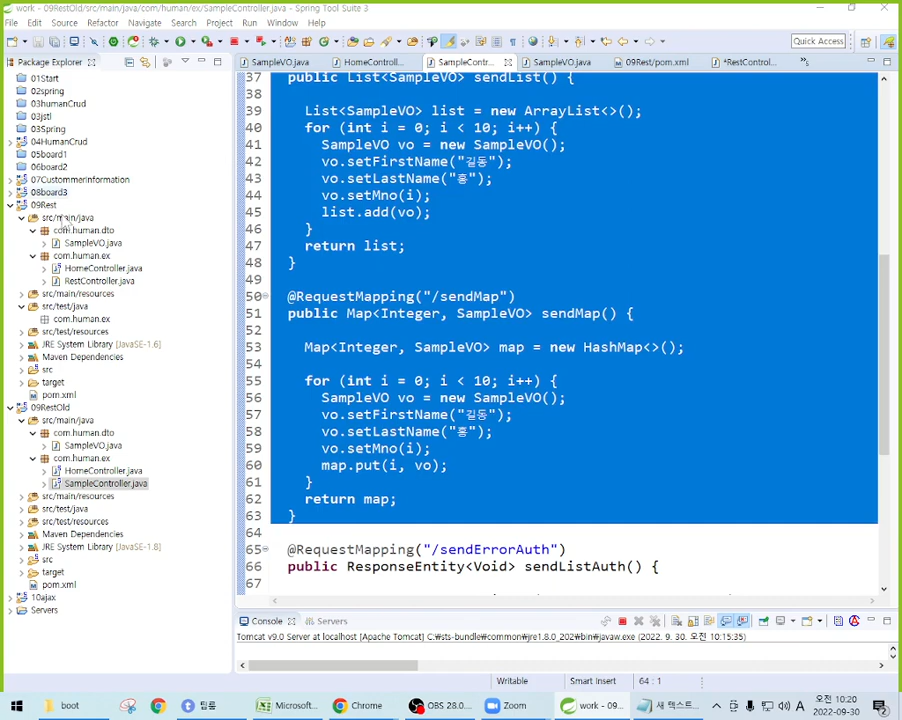 work - 09RestOld/src/main/java/com/human/ex/SampleController.java - Spring Tool Suite 3
File Edit Source Refactor Navigate Search Project Run Window Help
Quick Access
Package Explorer
SampleVO.java
HomeControll...
SampleContr...
SampleVO.java
09Rest/pom.xml
*RestControl...
01Start
02spring
03humanCrud
03jstl
03Spring
04HumanCrud
05board1
06board2
07Custommerinformation
08board3
09Rest
src/main/java
com.human.dto
SampleVO.java
com.human.ex
HomeController.java
RestController.java
src/main/resources
src/test/java
com.human.ex
src/test/resources
JRE System Library [JavaSE-1.6]
Maven Dependencies
src
target
pom.xml
09RestOld
src/main/java
com.human.dto
SampleVO.java
com.human.ex
HomeController.java
SampleController.java
src/main/resources
src/test/java
src/test/resources
Maven Dependencies
JRE System Library [JavaSE-1.8]
src
target
pom.xml
10ajax
Servers
37 public List<SampleVO> sendList() {
38
39 List<SampleVO> list = new ArrayList<>();
40 for (int i = 0; i < 10; i++) {
41 SampleVO vo = new SampleVO();
42 vo.setFirstName("길동");
43 vo.setLastName("홍");
44 vo.setMno(i);
45 list.add(vo);
46 }
47 return list;
48 }
49
50 @RequestMapping("/sendMap")
51 public Map<Integer, SampleVO> sendMap() {
52
53 Map<Integer, SampleVO> map = new HashMap<>();
54
55 for (int i = 0; i < 10; i++) {
56 SampleVO vo = new SampleVO();
57 vo.setFirstName("길동");
58 vo.setLastName("홍");
59 vo.setMno(i);
60 map.put(i, vo);
61 }
62 return map;
63 }
64
65 @RequestMapping("/sendErrorAuth")
66 public ResponseEntity<Void> sendListAuth() {
67
Console Servers
Tomcat v9.0 Server at localhost [Apache Tomcat] C:₩sts-bundle₩common₩jre1.8.0_202₩bin₩javaw.exe (2022. 9. 30. 오전 10:15:35)
Writable Smart Insert 64 : 1
boot
팀룸
Microsoft...
Chrome
OBS 28.0....
Zoom
work - 09...
새 텍스트...
A
오전 10:20
2022-09-30
2